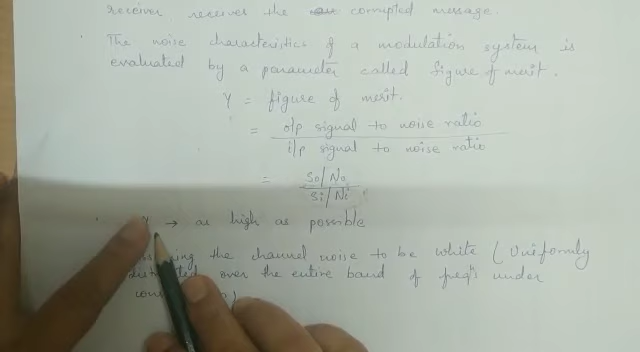 receiver, receives the corrupted message.
The noise characteristics of a modulation system is
evaluated by a parameter called figure of merit.
γ = figure of merit.
= o/p signal to noise ratio
i/p signal to noise ratio
= So/No
Si/Ni
γ → as high as possible
the channel noise to be white (Uniformly
over the entire band of freq's under